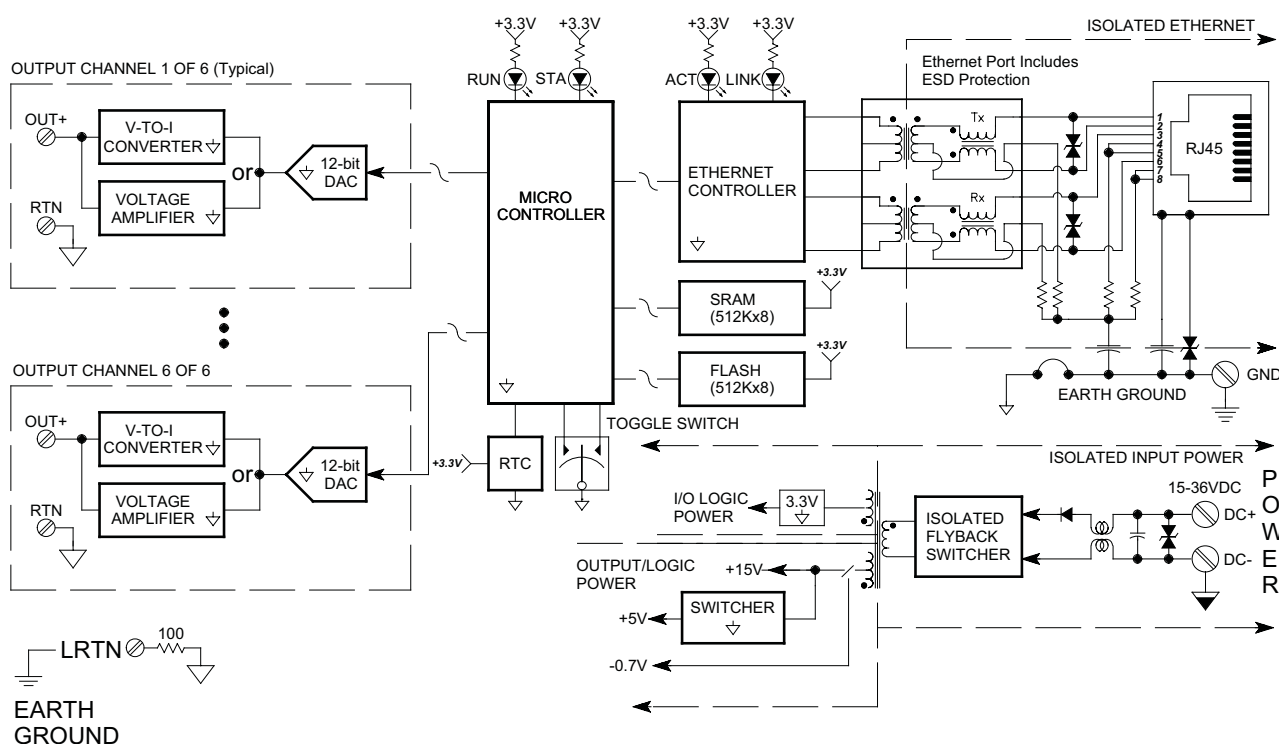 +3.3V
+3.3V
+3.3V
+3.3V
ISOLATED ETHERNET
OUTPUT CHANNEL 1 OF 6 (Typical)
RUN
STA
ACT
LINK
Ethernet Port Includes
ESD Protection
OUT+
V-TO-I
CONVERTER
or
12-bit
DAC
VOLTAGE
AMPLIFIER
RTN
MICRO
CONTROLLER
ETHERNET
CONTROLLER
Tx
Rx
1
2
3
4
5
6
7
8
RJ45
+3.3V
SRAM
(512Kx8)
+3.3V
FLASH
(512Kx8)
GND
EARTH GROUND
OUTPUT CHANNEL 6 OF 6
OUT+
V-TO-I
CONVERTER
or
12-bit
DAC
VOLTAGE
AMPLIFIER
RTN
TOGGLE SWITCH
+3.3V
RTC
ISOLATED INPUT POWER
15-36VDC
I/O LOGIC
POWER
3.3V
ISOLATED
FLYBACK
SWITCHER
DC+
DC-
POWER
OUTPUT/LOGIC
POWER
+15V
+5V
SWITCHER
-0.7V
LRTN
100
EARTH
GROUND